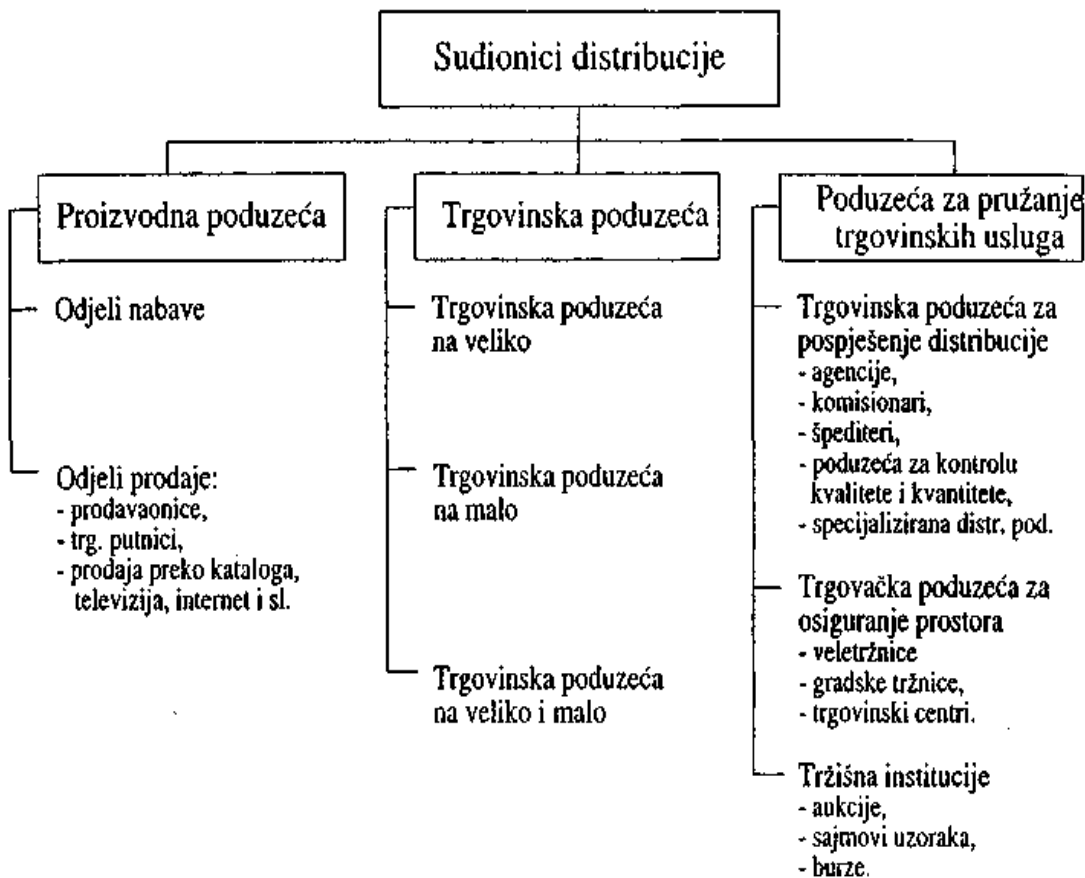 Sudionici distribucije
Proizvodna poduzeća
Odjeli nabave
Odjeli prodaje:
- prodavaonice,
- trg. putnici,
- prodaja preko kataloga,
televizija, internet i sl.
Trgovinska poduzeća
Trgovinska poduzeća
na veliko
Trgovinska poduzeća
na malo
Trgovinska poduzeća
na veliko i malo
Poduzeća za pružanje
trgovinskih usluga
Trgovinska poduzeća za
pospješenje distribucije
- agencije,
- komisionari,
- špediteri,
- poduzeća za kontrolu
kvalitete i kvantitete,
- specijalizirana distr. pod.
Trgovačka poduzeća za
osiguranje prostora
- veletržnice
- gradske tržnice,
- trgovinski centri.
Tržišna institucije
- aukcije,
- sajmovi uzoraka,
- burze.